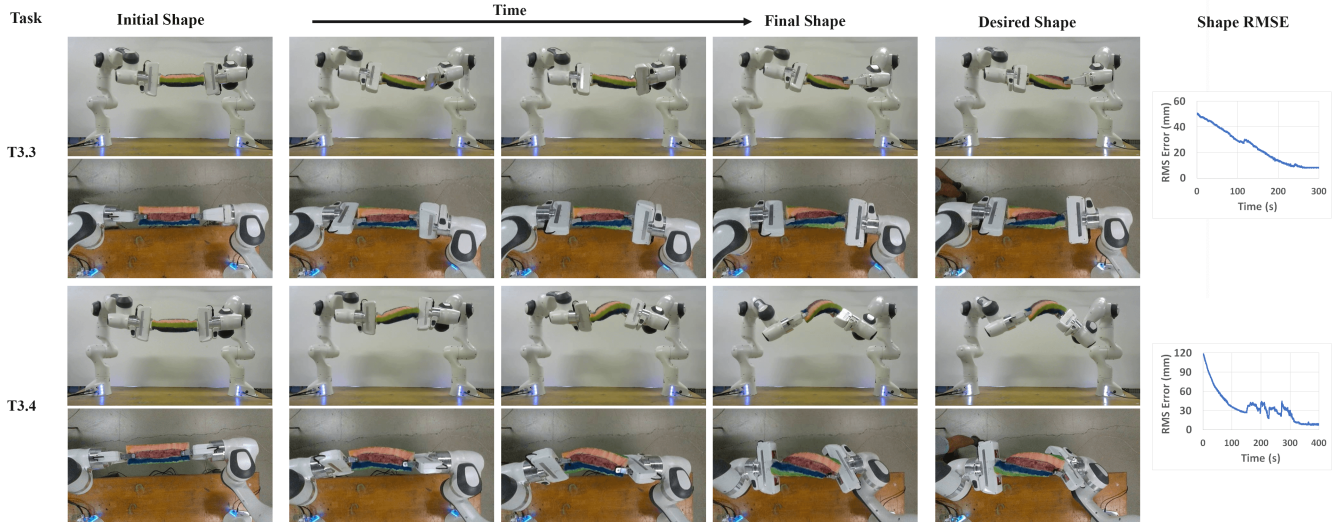 Task
Initial Shape
Time
Final Shape
Desired Shape
Shape RMSE
T3.3
RMS Error (mm)
60
40
20
0
0 100 200 300
Time (s)
T3.4
RMS Error (mm)
120
90
60
30
0
0 100 200 300 400
Time (s)